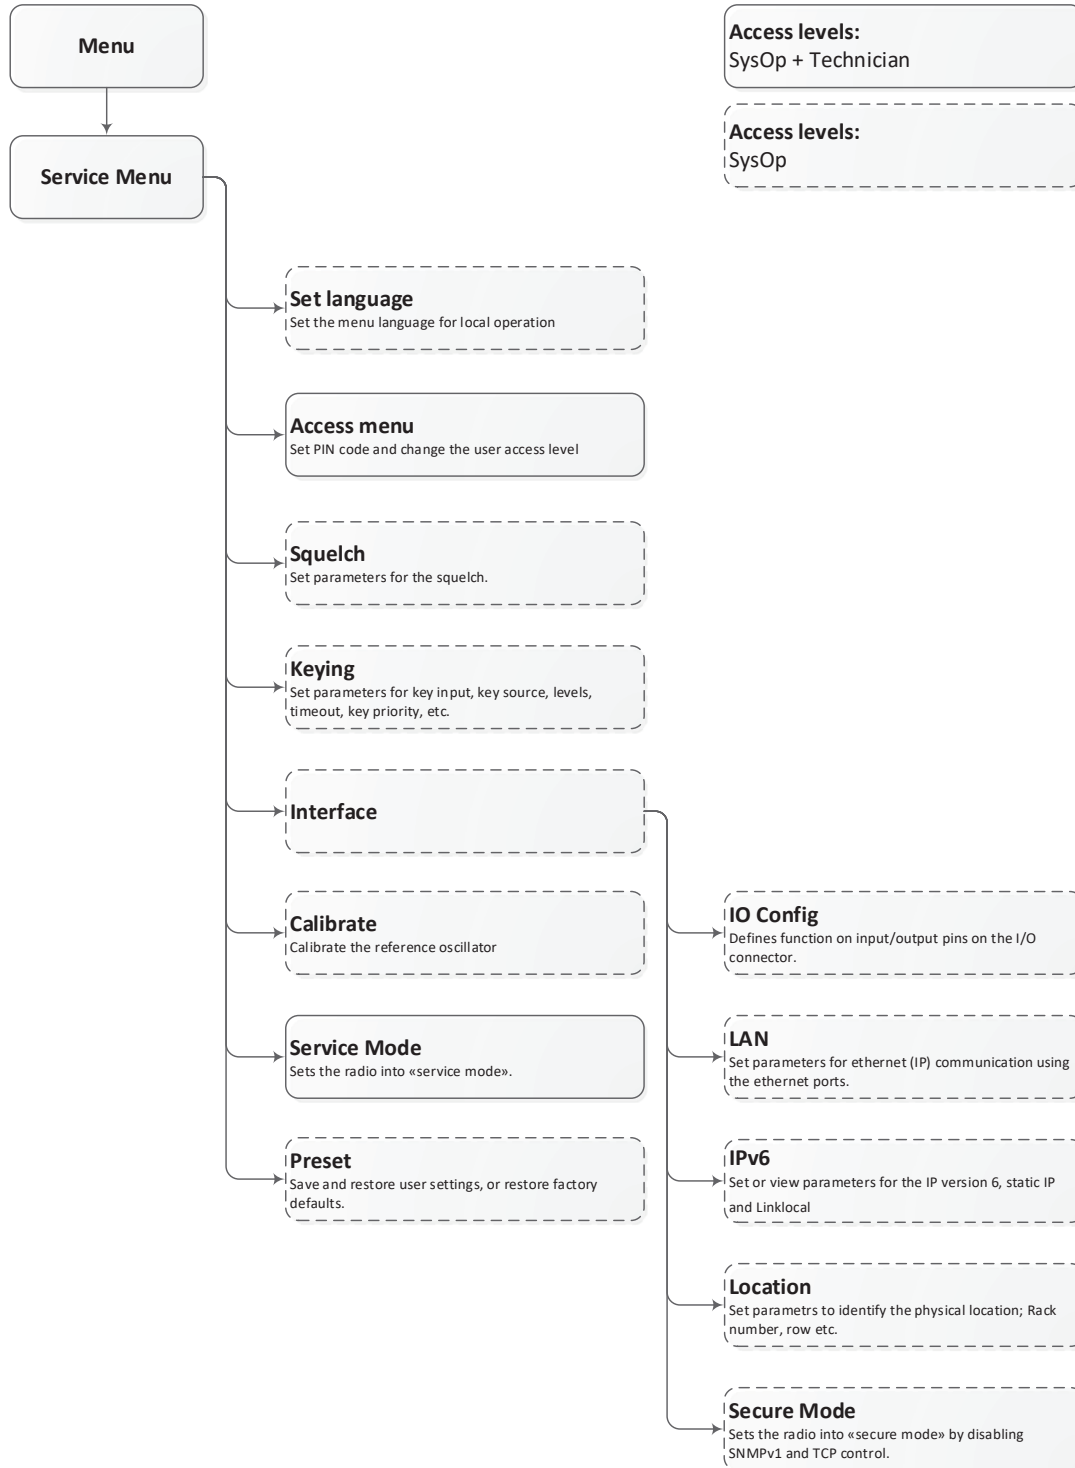 Menu
Access levels:
SysOp + Technician
Access levels:
SysOp
Service Menu
Set language
Set the menu language for local operation
Access menu
Set PIN code and change the user access level
Squelch
Set parameters for the squelch.
Keying
Set parameters for key input, key source, levels,
timeout, key priority, etc.
Interface
Calibrate
Calibrate the reference oscillator
Service Mode
Sets the radio into «service mode».
Preset
Save and restore user settings, or restore factory
defaults.
IO Config
Defines function on input/output pins on the I/O
connector.
LAN
Set parameters for ethernet (IP) communication using
the ethernet ports.
IPv6
Set or view parameters for the IP version 6, static IP
and Linklocal
Location
Set parametrs to identify the physical location; Rack
number, row etc.
Secure Mode
Sets the radio into «secure mode» by disabling
SNMPv1 and TCP control.